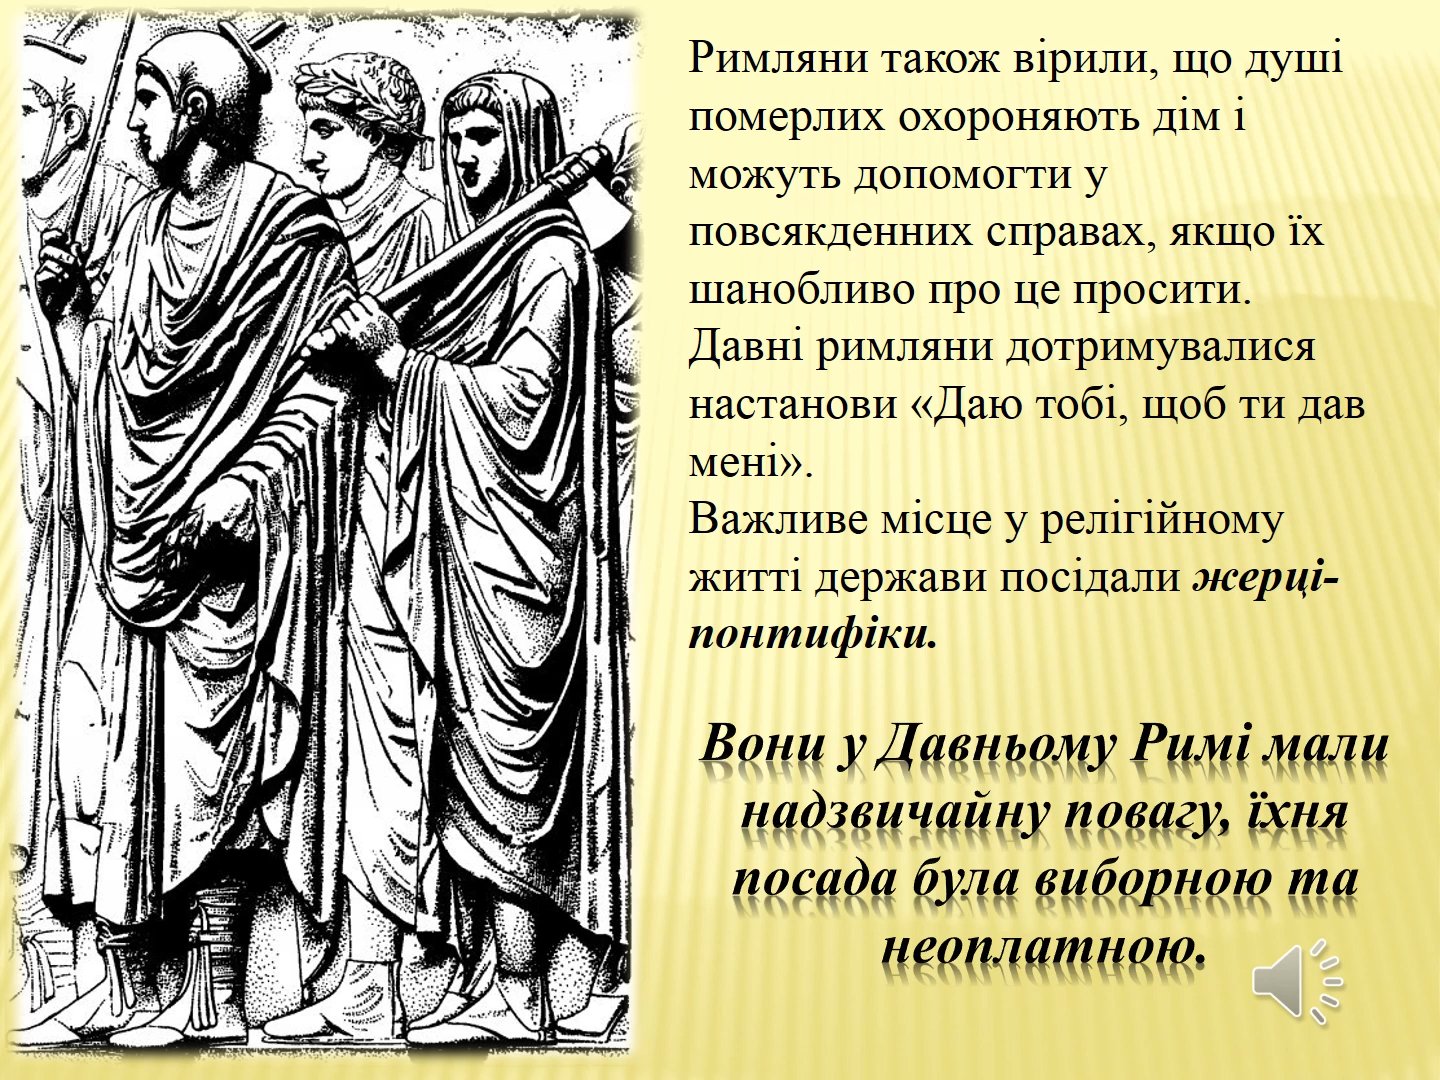 Римляни також вірили, що душі
померлих охороняють дім і
можуть допомогти у
повсякденних справах, якщо їх
шанобливо про це просити.
Давні римляни дотримувалися
настанови «Даю тобі, щоб ти дав
мені».
Важливе місце у релігійному
житті держави посідали жерці-
понтифіки.
Вони у Давньому Римі мали
надзвичайну повагу, їхня
посада була виборною та
неоплатною.